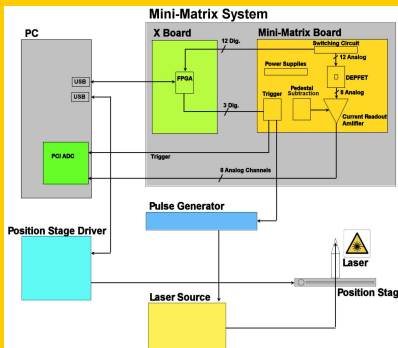 Mini-Matrix System
PC
X Board
Mini-Matrix Board
12 Dig.
Switching Circuit
12 Analog
USB
FPGA
Power Supplies
DEPFET
USB
8 Analog
3 Dig.
Trigger
Pedestal
Subtraction
Current Readout
Amlifier
PCI ADC
Trigger
8 Analog Channels
Pulse Generator
Position Stage Driver
Laser
Position Stag
Laser Source